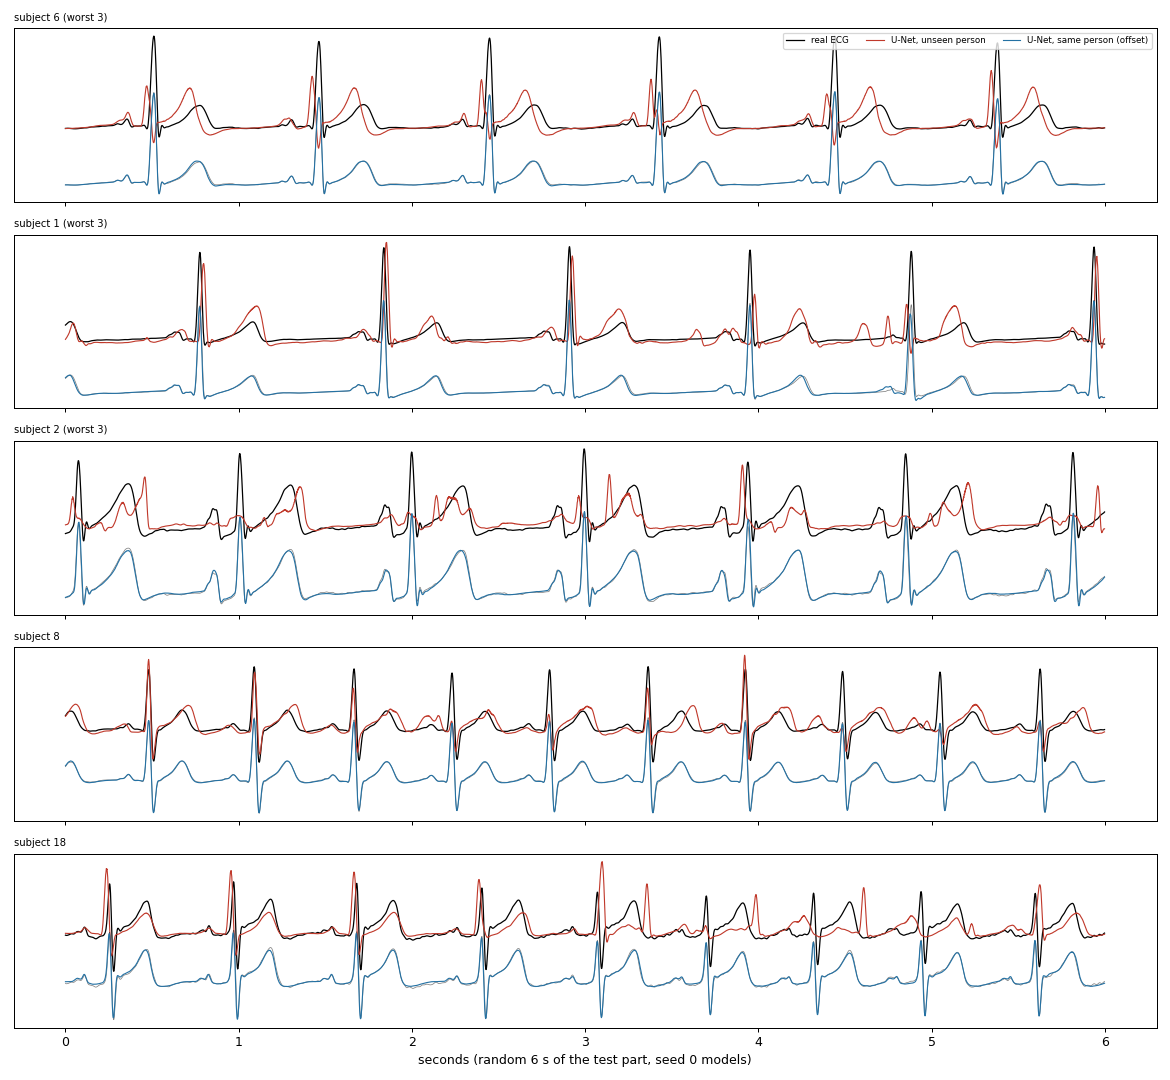 subject 6 (worst 3)
real ECG
U-Net, unseen person
U-Net, same person (offset)
subject 1 (worst 3)
subject 2 (worst 3)
subject 8
subject 18
0 1 2 3 4 5 6
seconds (random 6 s of the test part, seed 0 models)